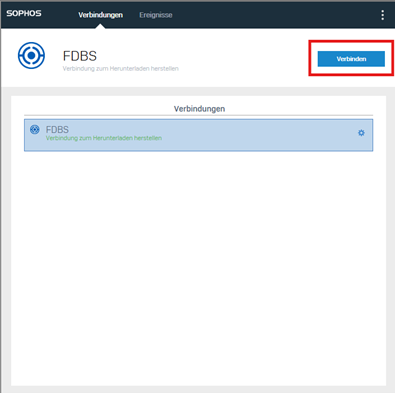 SOPHOS
Verbindungen
Ereignisse
FDBS
Verbindung zum Herunterladen herstellen
Verbinden
Verbindungen
FDBS
Verbindung zum Herunterladen herstellen